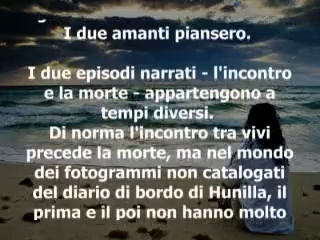 I due amanti piansero.
I due episodi narrati - l'incontro
e la morte - appartengono a
tempi diversi.
Di norma l'incontro tra vivi
precede la morte, ma nel mondo
dei fotogrammi non catalogati
del diario di bordo di Hunilla, il
prima e il poi non hanno molto